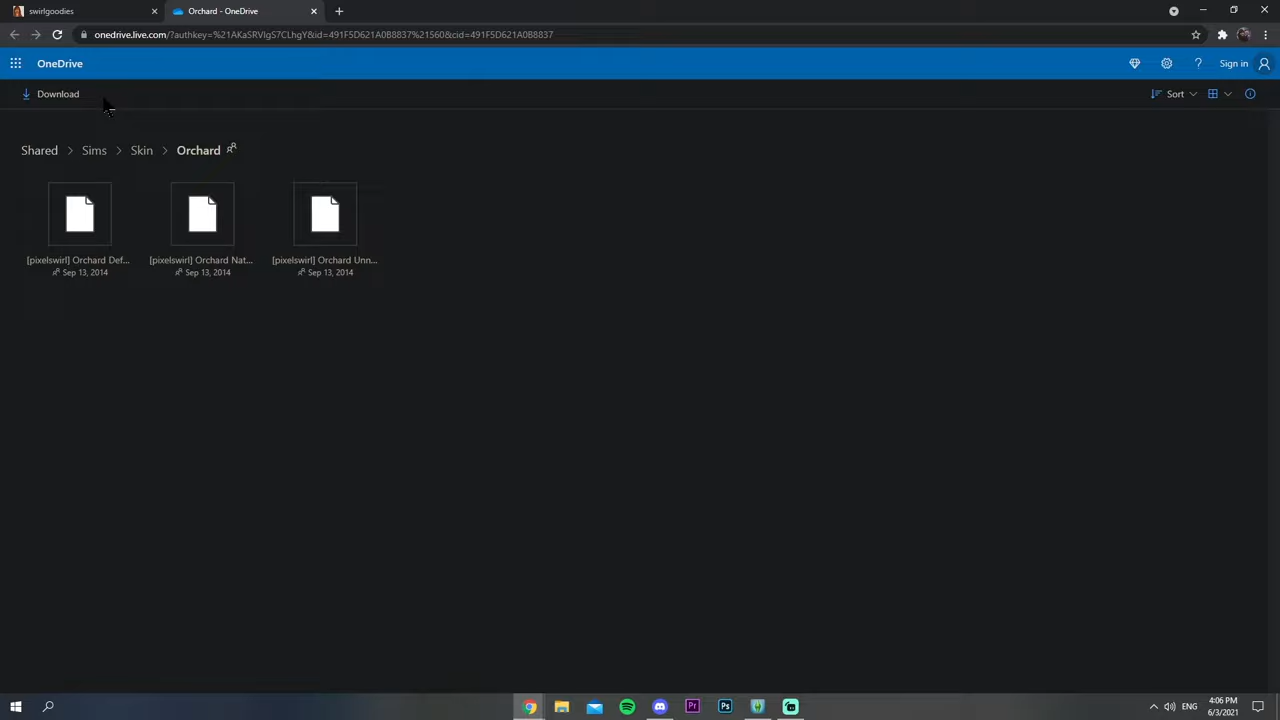 swirlgoodies
Orchard - OneDrive
onedrive.live.com/?authkey=%21AKaSRVIgS7CLhgY&id=491F5D621A0B8837%21560&cid=491F5D621A0B8837
OneDrive
Sign in
Download
Sort
Shared > Sims > Skin > Orchard
[pixelswirl] Orchard Def...
Sep 13, 2014
[pixelswirl] Orchard Nat...
Sep 13, 2014
[pixelswirl] Orchard Unn...
Sep 13, 2014
Pr
Ps
ENG
4:06 PM
6/3/2021